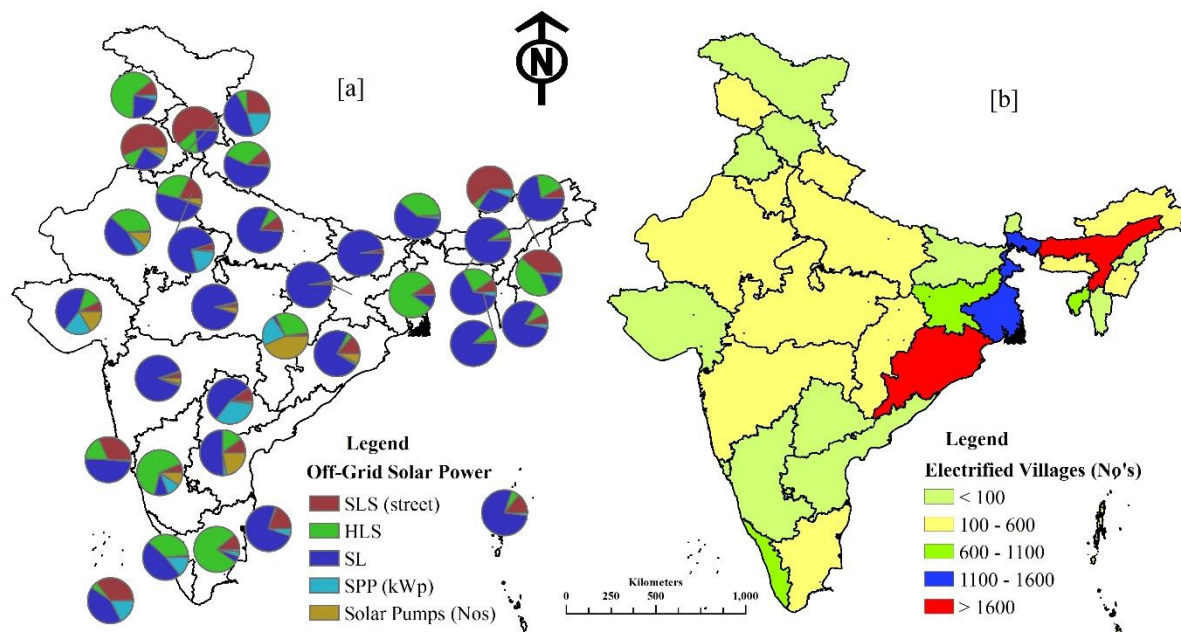 N
[a]
[b]
Legend
Off-Grid Solar Power
SLS (street)
HLS
SL
SPP (kWp)
Solar Pumps (Nos)
Kilometers
0 250 500 1,000
Legend
Electrified Villages (No's)
< 100
100 - 600
600 - 1100
1100 - 1600
> 1600